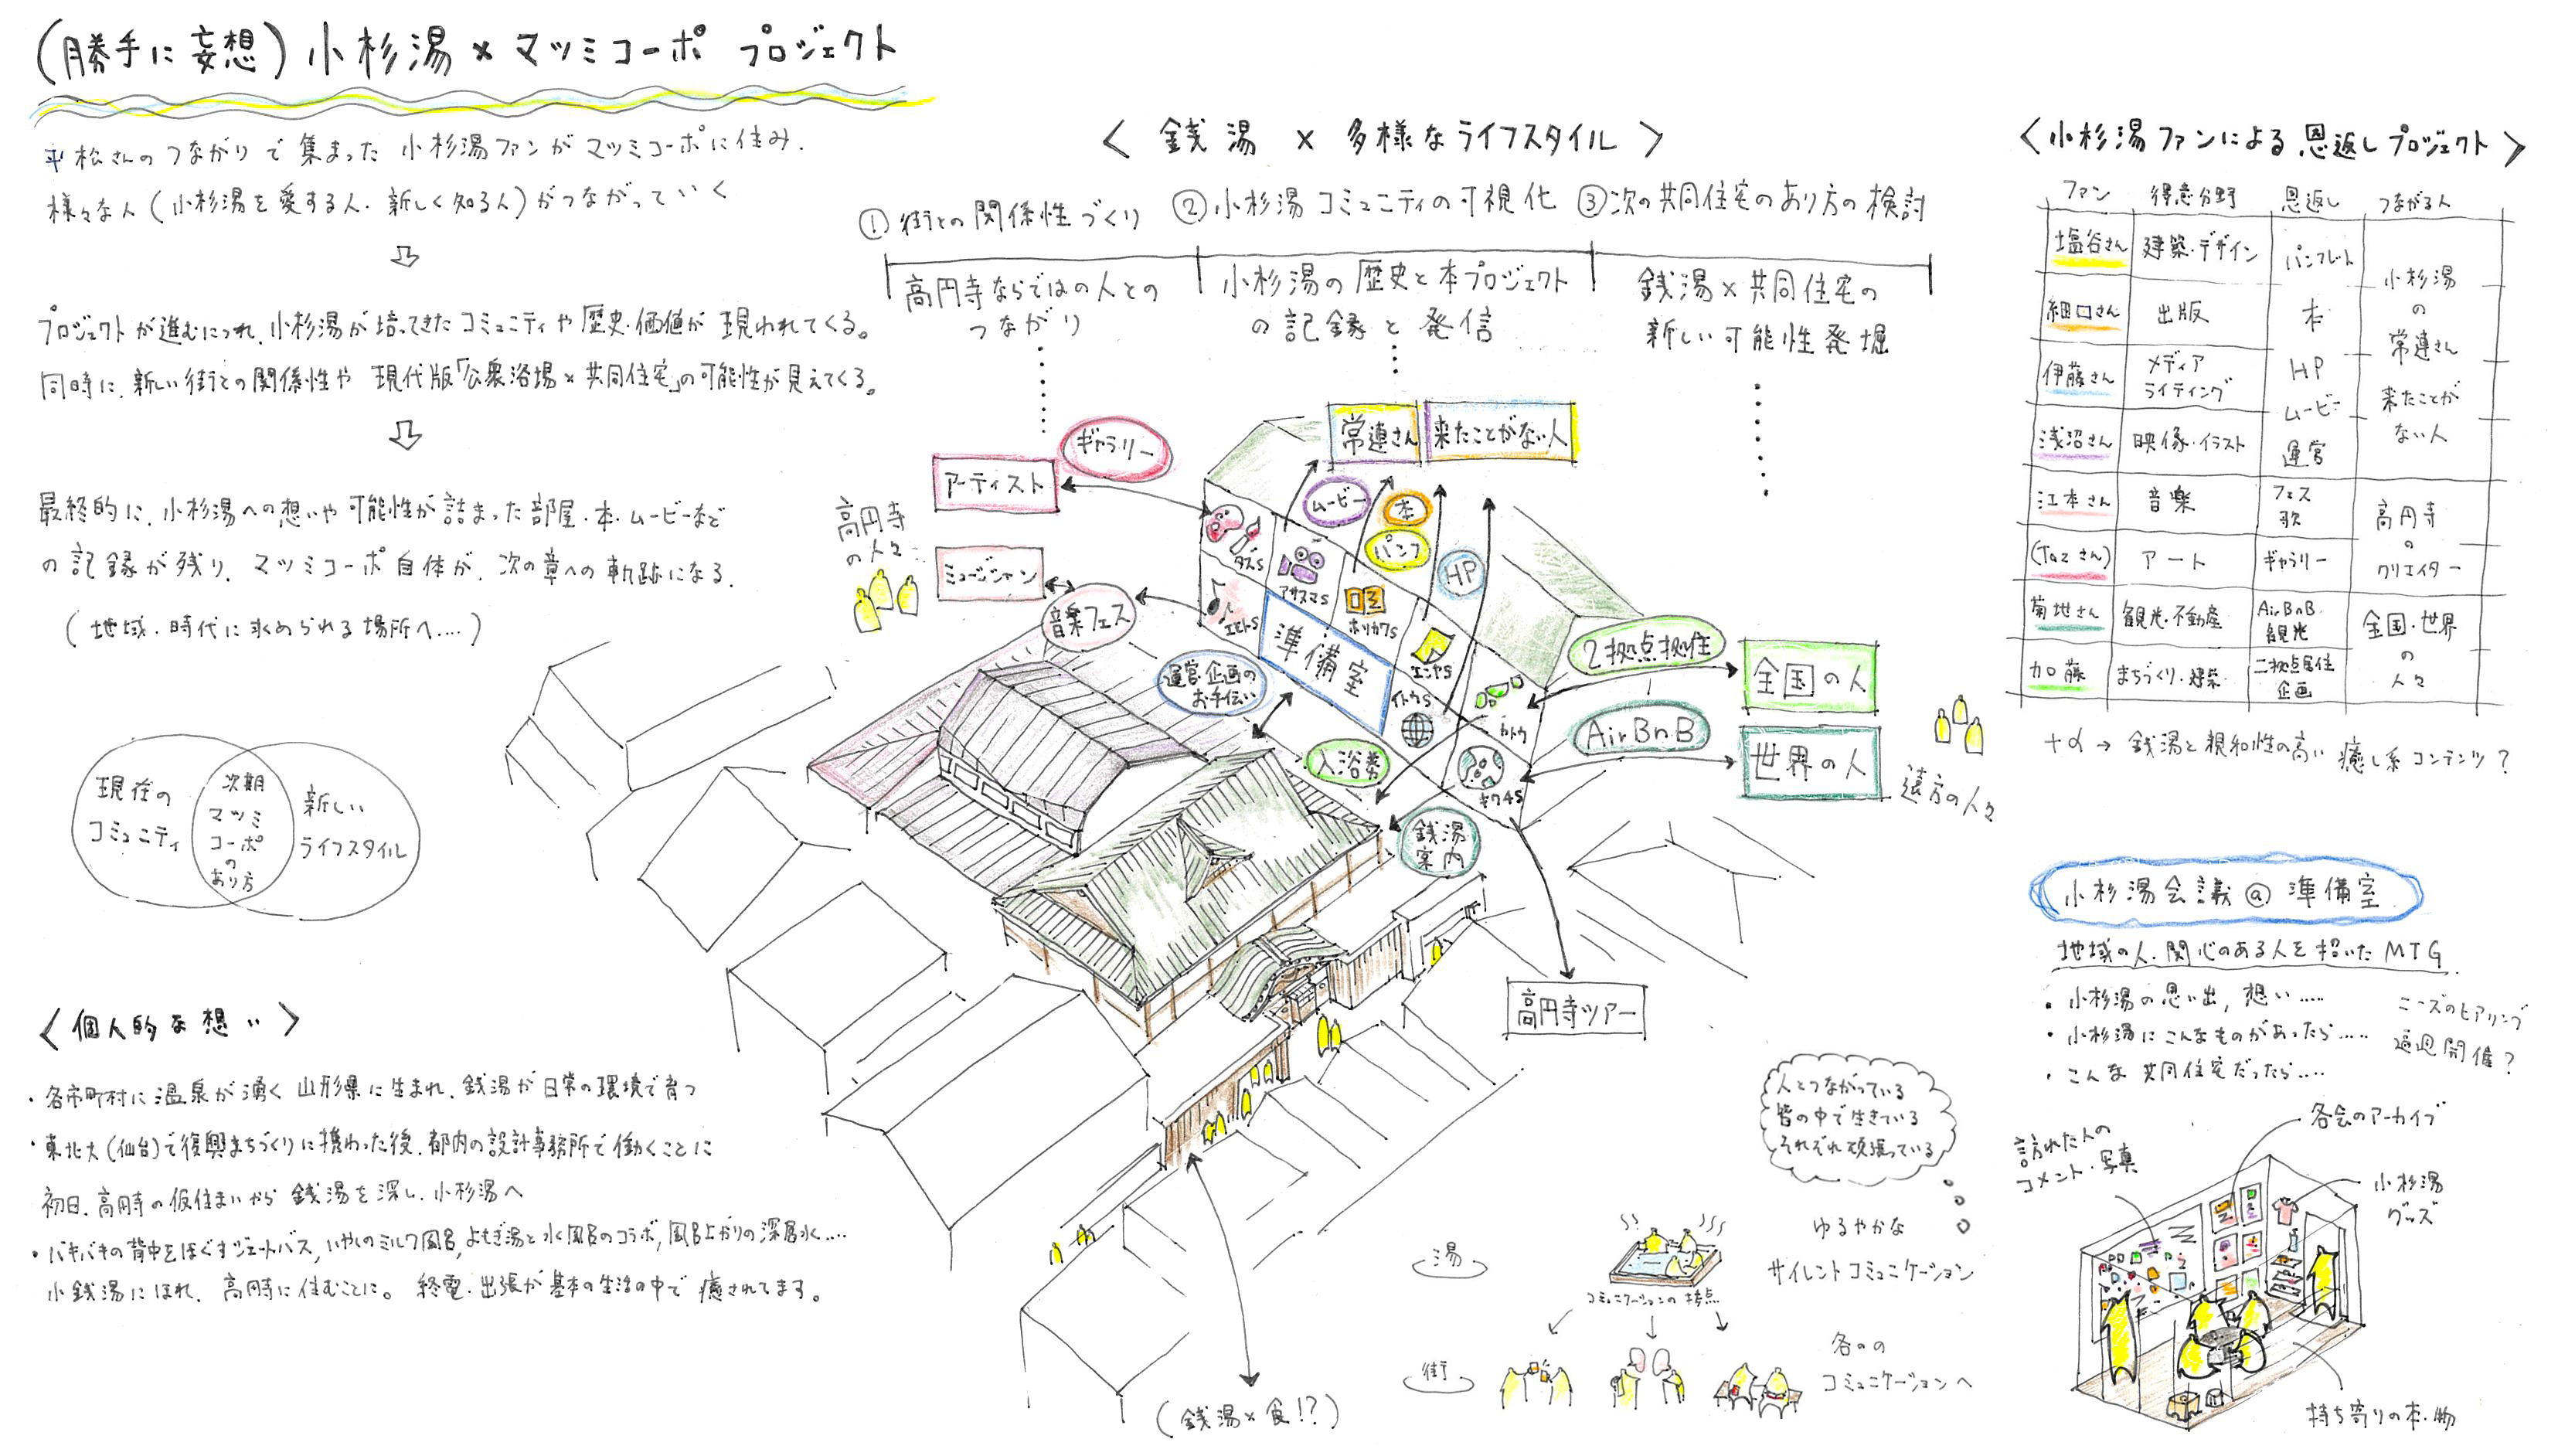 (勝手に妄想) 小杉湯×マツミコーポ プロジェクト
平松さんのつながりで集まった 小杉湯ファンがマツミコーポに住み.
様々な人(小杉湯を愛する人. 新しく知る人)がつながっていく
⇩
プロジェクトが進むにつれ、小杉湯が培ってきたコミュニティや歴史・価値が現われてくる。
同時に、新しい街との関係性や 現代版「公衆浴場×共同住宅」の可能性が見えてくる。
⇩
最終的に、小杉湯への想いや可能性が詰まった部屋・本・ムービーなど
の記録が残り、マツミコーポ自体が、次の章への軌跡になる.
(地域・時代に求められる場所へ....)
現在の
コミュニティ
次期
マツミ
コーポ
の
あり方
新しい
ライフスタイル
〈個人的な想い〉
・各市町村に温泉が湧く山形県に生まれ、銭湯が日常の環境で育つ
・東北大(仙台)で復興まちづくりに携わった後、都内の設計事務所で働くことに
初日、高円寺の仮住まいから 銭湯を探し、小杉湯へ
・バキバキの背中をほぐすジェットバス, いやしのミルク風呂, よもぎ湯と水風呂のコラボ, 風呂上がりの深層水....
小銭湯にほれ、高円寺に住むことに。 終電・出張が基本の生活の中で 癒されてます。
〈 銭湯 × 多様なライフスタイル 〉
①街との関係性づくり
②小杉湯コミュニティの可視化
③次の共同住宅のあり方の検討
高円寺ならではの人との
つながり
小杉湯の歴史と本プロジェクト
の記録と発信
銭湯×共同住宅の
新しい可能性発掘
常連さん
来たことがない人
ギャラリー
アーティスト
高円寺
の人々
ミュージシャン
音楽フェス
ムービー
本
パンフ
HP
タズS
アサヌマS
ホソカワS
エモトS
エンヤS
イトウS
カトウ
キクチS
準備室
運営・企画の
お手伝い
入浴券
銭湯
案内
2拠点拠住
全国の人
AirBnB
世界の人
遠方の人々
高円寺ツアー
(銭湯×食!?)
人とつながっている
皆の中で生きている
それぞれ頑張っている
湯
コミュニケーションの接点
ゆるやかな
サイレントコミュニケーション
街
各々の
コミュニケーションへ
〈小杉湯ファンによる恩返しプロジェクト〉
ファン 得意分野 恩返し つながる人
塩谷さん 建築・デザイン パンフレット
細口さん 出版 本
伊藤さん メディア ライティング HP
浅沼さん 映像・イラスト ムービー 運営
小杉湯
の
常連さん
来たことが
ない人
江本さん 音楽 フェス 歌
(Tazさん) アート ギャラリー
高円寺
の
クリエイター
菊地さん 観光・不動産 AirBnB 観光
加藤 まちづくり・建築 二拠点居住 企画
全国・世界
の
人々
+α → 銭湯と親和性の高い 癒し系コンテンツ?
小杉湯会議@準備室
地域の人、関心のある人を招いたMTG
・小杉湯の思い出, 想い.....
・小杉湯にこんなものがあったら.....
・こんな共同住宅だったら....
ニーズのヒアリング
隔週開催?
訪れた人の
コメント・写真
各会のアーカイブ
小杉湯
グッズ
持ち寄りの本・物